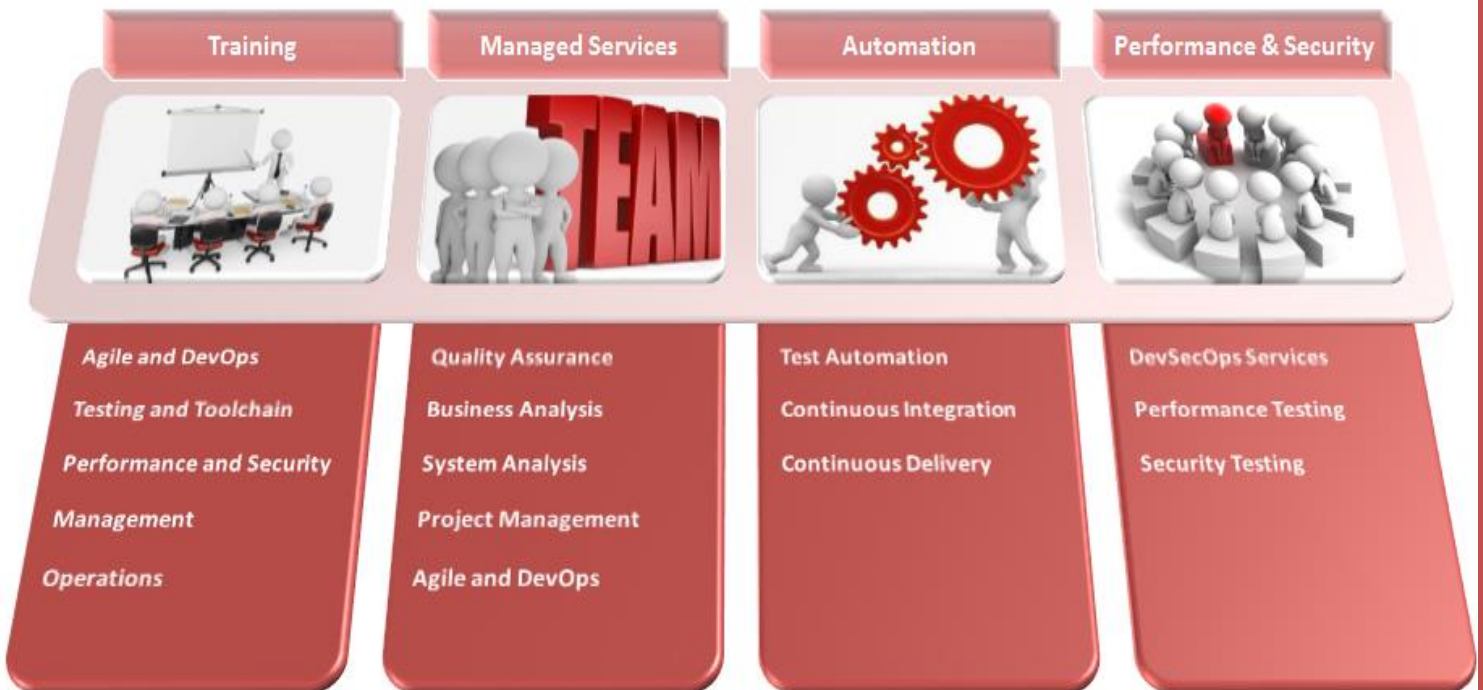 Training
Managed Services
Automation
Performance & Security
TEAM
Agile and DevOps
Testing and Toolchain
Performance and Security
Management
Operations
Quality Assurance
Business Analysis
System Analysis
Project Management
Agile and DevOps
Test Automation
Continuous Integration
Continuous Delivery
DevSecOps Services
Performance Testing
Security Testing